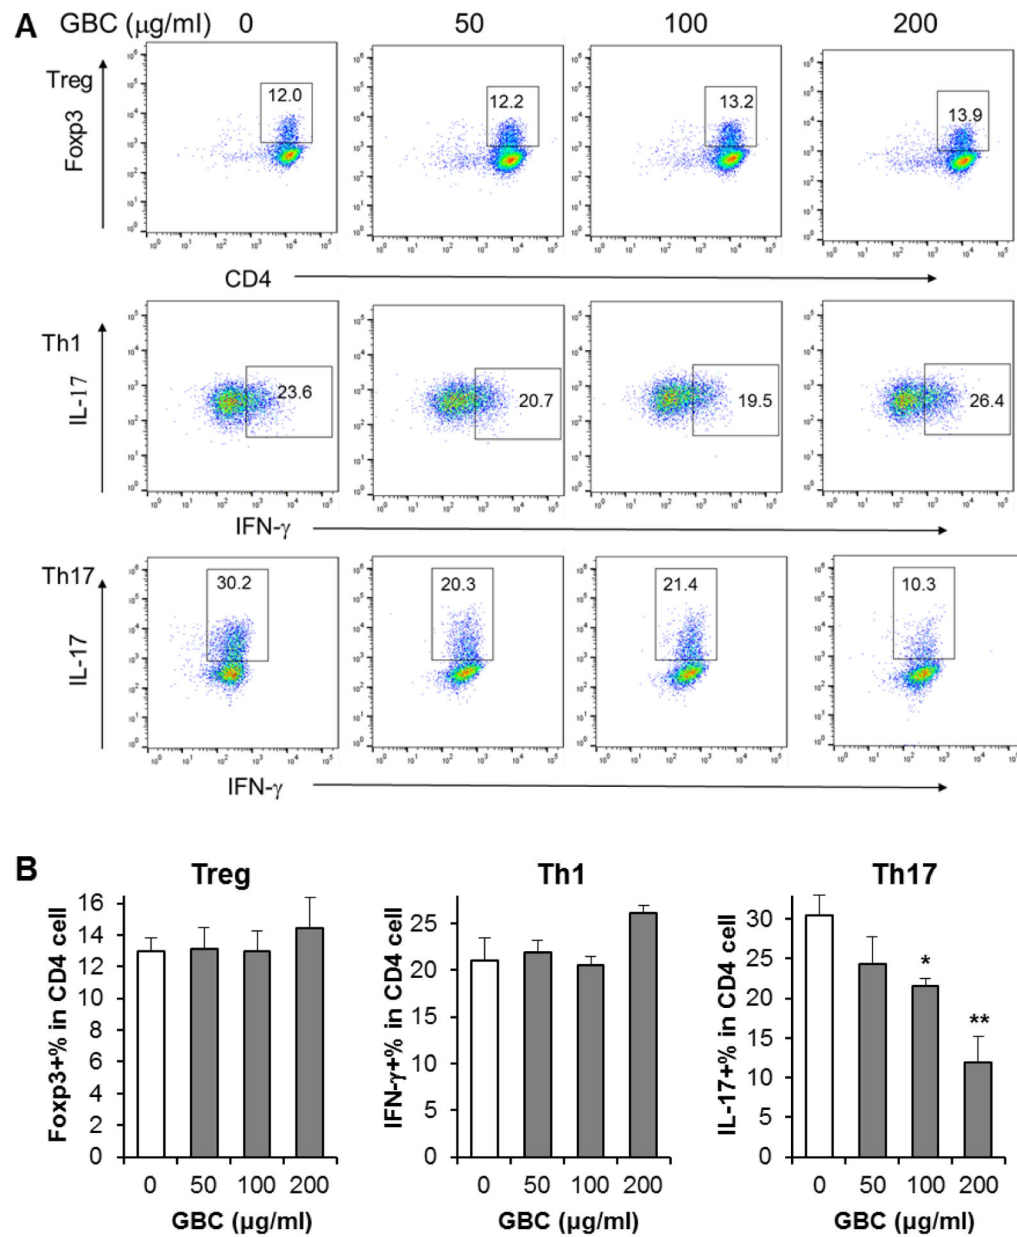 A GBC (µg/ml) 0 50 100 200
Treg
Foxp3
12.0 12.2 13.2 13.9
CD4
Th1
IL-17
23.6 20.7 19.5 26.4
IFN-γ
Th17
IL-17
30.2 20.3 21.4 10.3
IFN-γ
B
Treg
Foxp3+% in CD4 cell
16
14
12
10
8
6
4
2
0
0 50 100 200
GBC (µg/ml)
Th1
IFN-γ+% in CD4 cell
25
20
15
10
5
0
0 50 100 200
GBC (µg/ml)
Th17
IL-17+% in CD4 cell
30
25
20
15
10
5
0
*
**
0 50 100 200
GBC (µg/ml)